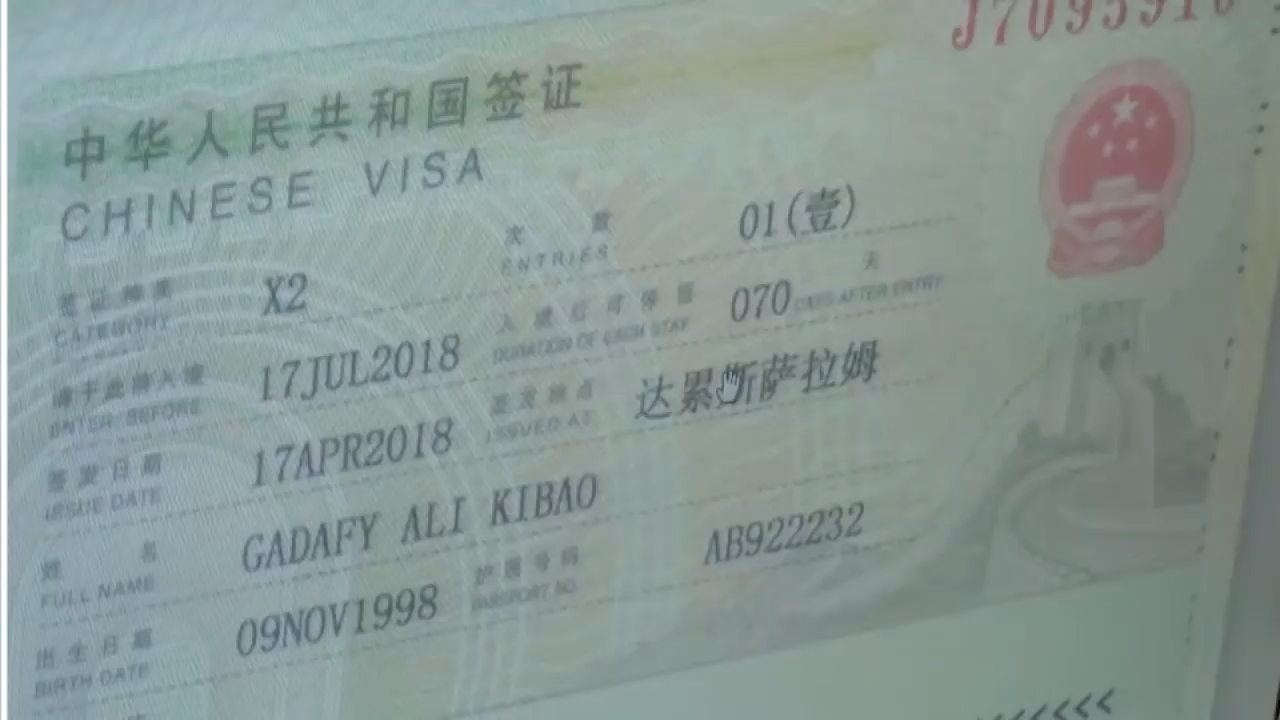 J7095910
中华人民共和国签证
CHINESE VISA
次 数 01(壹)
ENTRIES
签证种类 X2
CATEGORY
入境后可停留 070 天
DURATION OF EACH STAY DAYS AFTER ENTRY
请于此前入境 17JUL2018
ENTER BEFORE
签发地点 达累斯萨拉姆
ISSUED AT
签发日期 17APR2018
ISSUE DATE
姓 名 GADAFY ALI KIBAO
FULL NAME
护照号码 AB922232
PASSPORT NO.
出生日期 09NOV1998
BIRTH DATE
<<<<<<